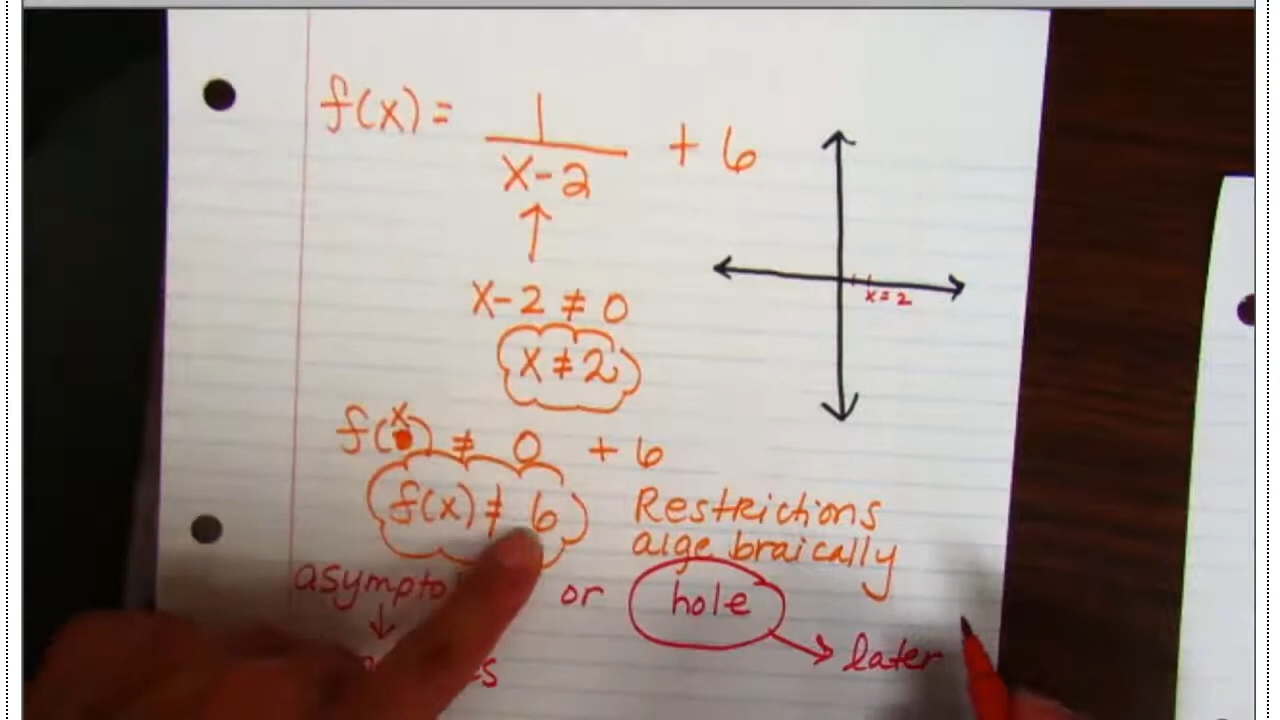 f(x) = 1/(x-2) + 6
↑
x-2 ≠ 0
x ≠ 2
x=2
f(x) ≠ 0 + 6
f(x) ≠ 6
Restrictions
algebraically
or hole
later